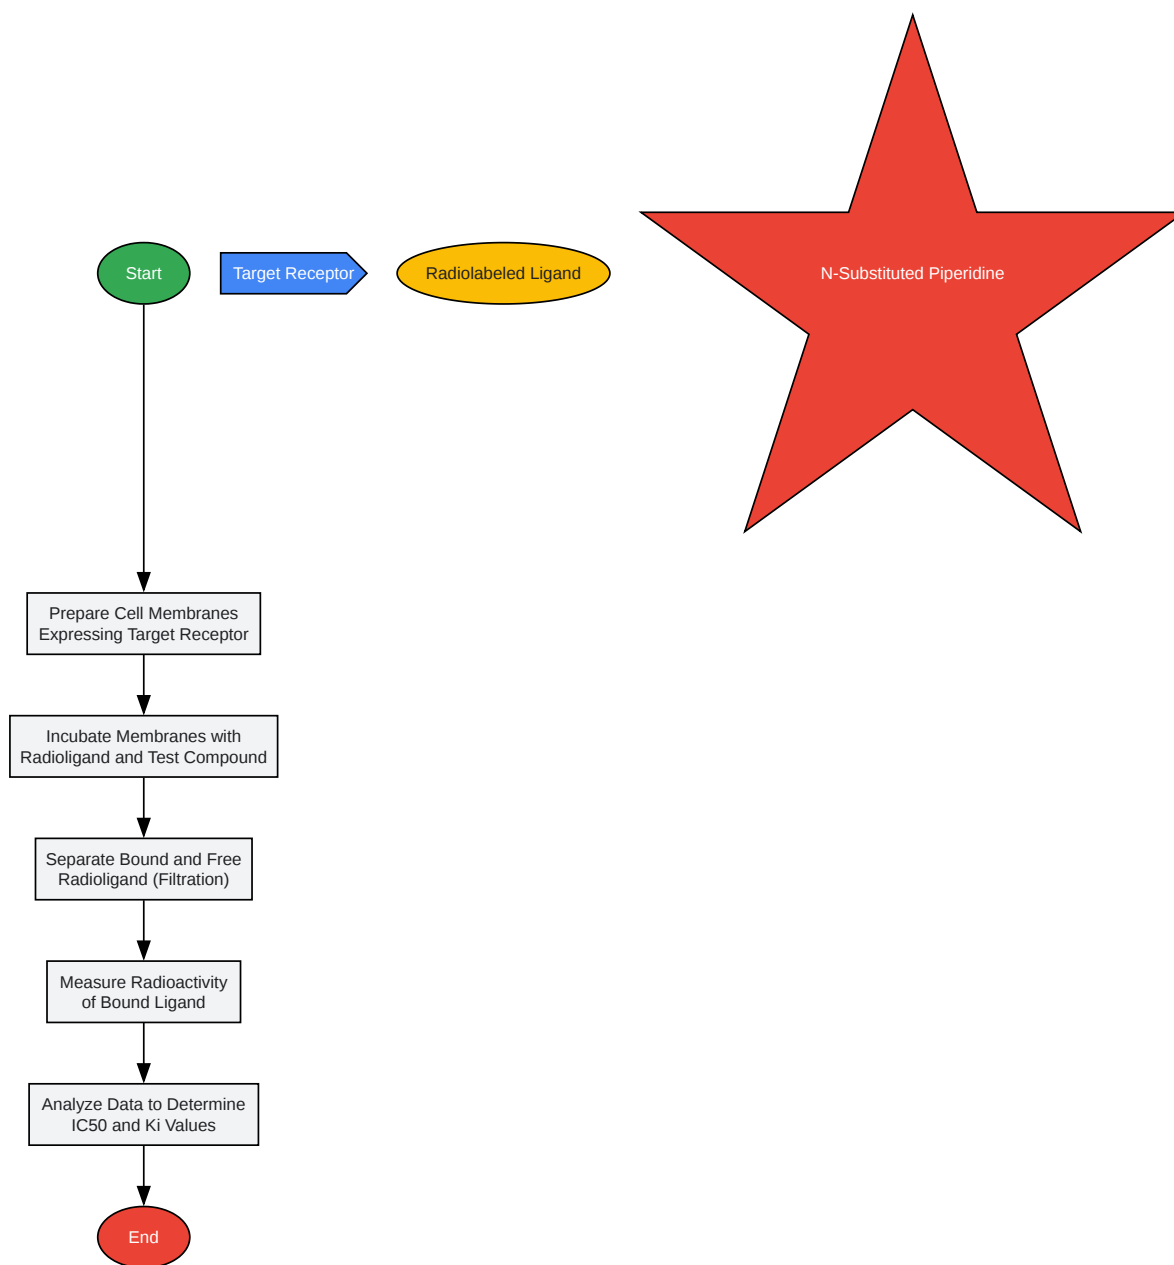 Start
Target Receptor
Radiolabeled Ligand
N-Substituted Piperidine
Prepare Cell Membranes
Expressing Target Receptor
Incubate Membranes with
Radioligand and Test Compound
Separate Bound and Free
Radioligand (Filtration)
Measure Radioactivity
of Bound Ligand
Analyze Data to Determine
IC50 and Ki Values
End